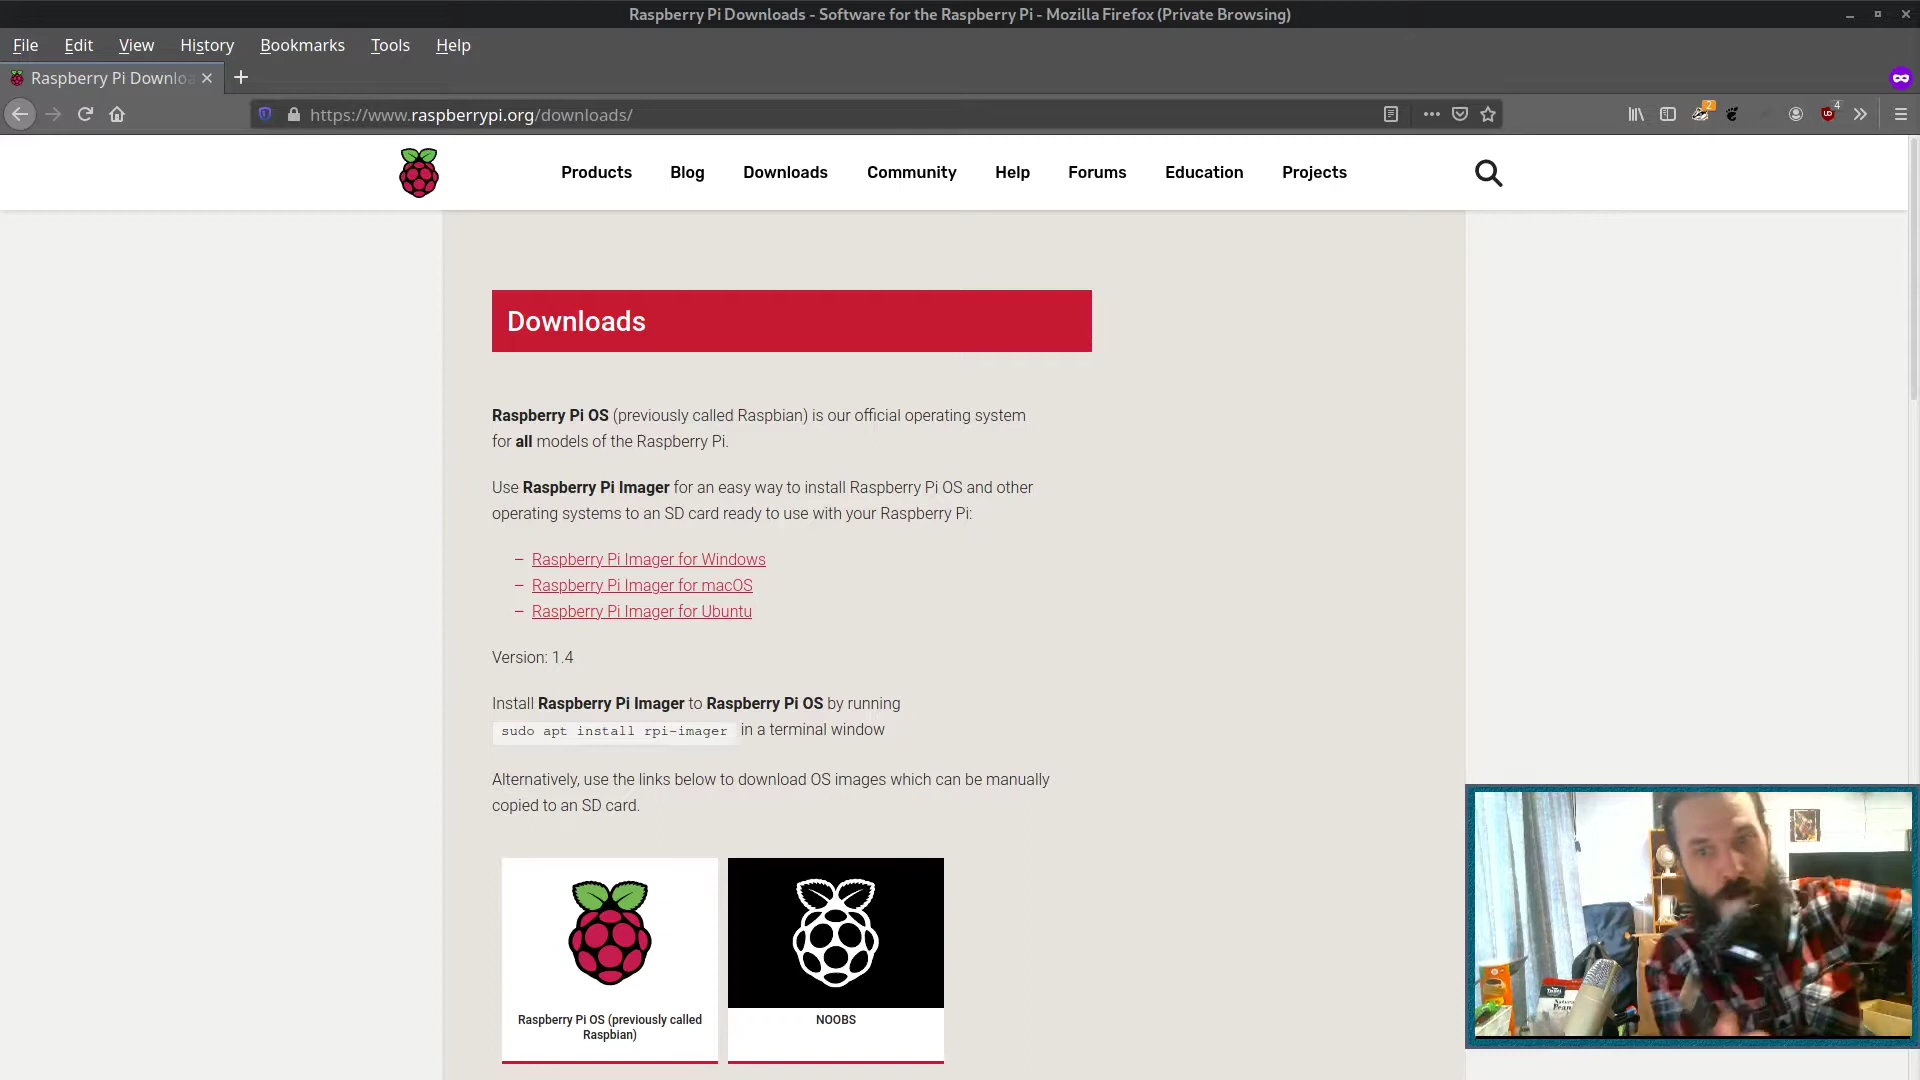 Raspberry Pi Downloads - Software for the Raspberry Pi - Mozilla Firefox (Private Browsing)
File Edit View History Bookmarks Tools Help
Raspberry Pi Downloa
https://www.raspberrypi.org/downloads/
2
4
Products Blog Downloads Community Help Forums Education Projects
Downloads
Raspberry Pi OS (previously called Raspbian) is our official operating system
for all models of the Raspberry Pi.
Use Raspberry Pi Imager for an easy way to install Raspberry Pi OS and other
operating systems to an SD card ready to use with your Raspberry Pi:
– Raspberry Pi Imager for Windows
– Raspberry Pi Imager for macOS
– Raspberry Pi Imager for Ubuntu
Version: 1.4
Install Raspberry Pi Imager to Raspberry Pi OS by running
sudo apt install rpi-imager in a terminal window
Alternatively, use the links below to download OS images which can be manually
copied to an SD card.
Raspberry Pi OS (previously called
Raspbian)
NOOBS